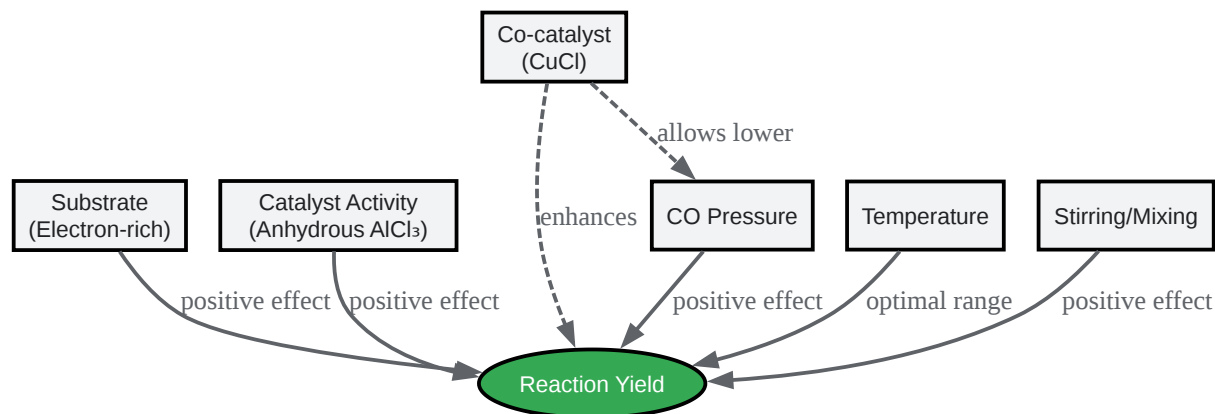 Co-catalyst
(CuCl)
allows lower
Substrate
(Electron-rich)
Catalyst Activity
(Anhydrous AlCl₃)
enhances
CO Pressure
Temperature
Stirring/Mixing
positive effect
positive effect
positive effect
optimal range
positive effect
Reaction Yield